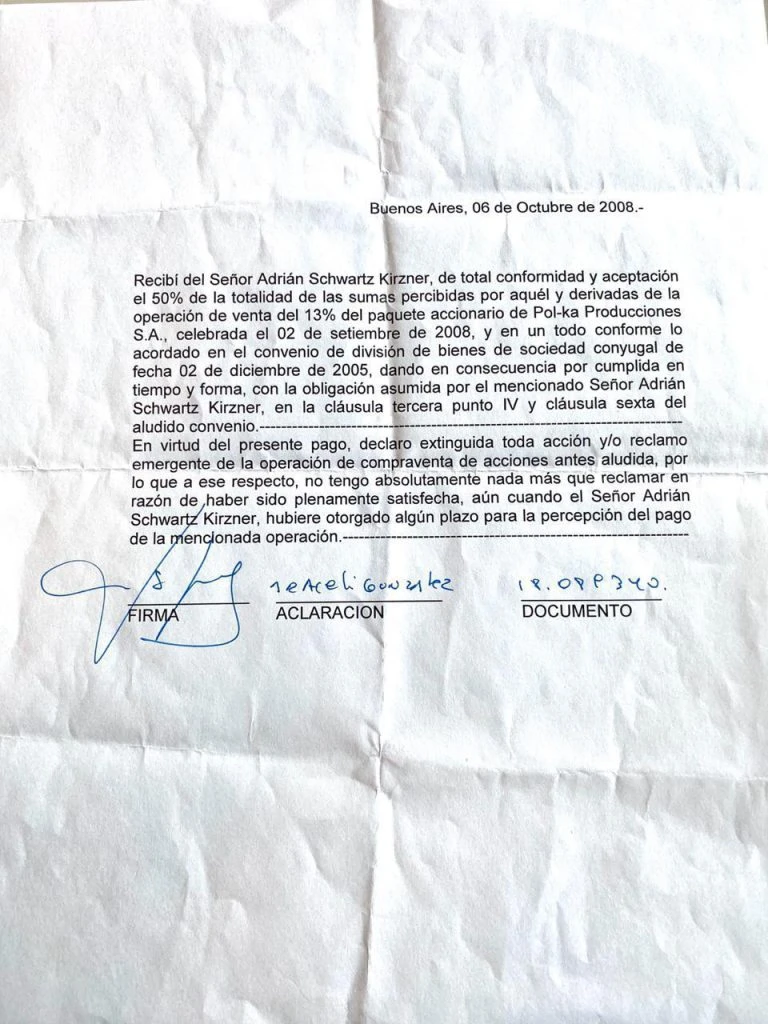 Buenos Aires, 06 de Octubre de 2008.-
Recibí del Señor Adrián Schwartz Kirzner, de total conformidad y aceptación
el 50% de la totalidad de las sumas percibidas por aquél y derivadas de la
operación de venta del 13% del paquete accionario de Pol-ka Producciones
S.A., celebrada el 02 de setiembre de 2008, y en un todo conforme lo
acordado en el convenio de división de bienes de sociedad conyugal de
fecha 02 de diciembre de 2005, dando en consecuencia por cumplida en
tiempo y forma, con la obligación asumida por el mencionado Señor Adrián
Schwartz Kirzner, en la cláusula tercera punto IV y cláusula sexta del
aludido convenio.------------------------------------------------------------------------
En virtud del presente pago, declaro extinguida toda acción y/o reclamo
emergente de la operación de compraventa de acciones antes aludida, por
lo que a ese respecto, no tengo absolutamente nada más que reclamar en
razón de haber sido plenamente satisfecha, aún cuando el Señor Adrián
Schwartz Kirzner, hubiere otorgado algún plazo para la percepción del pago
de la mencionada operación.-----------------------------------------------------------
Gonzalez
FIRMA ACLARACION DOCUMENTO